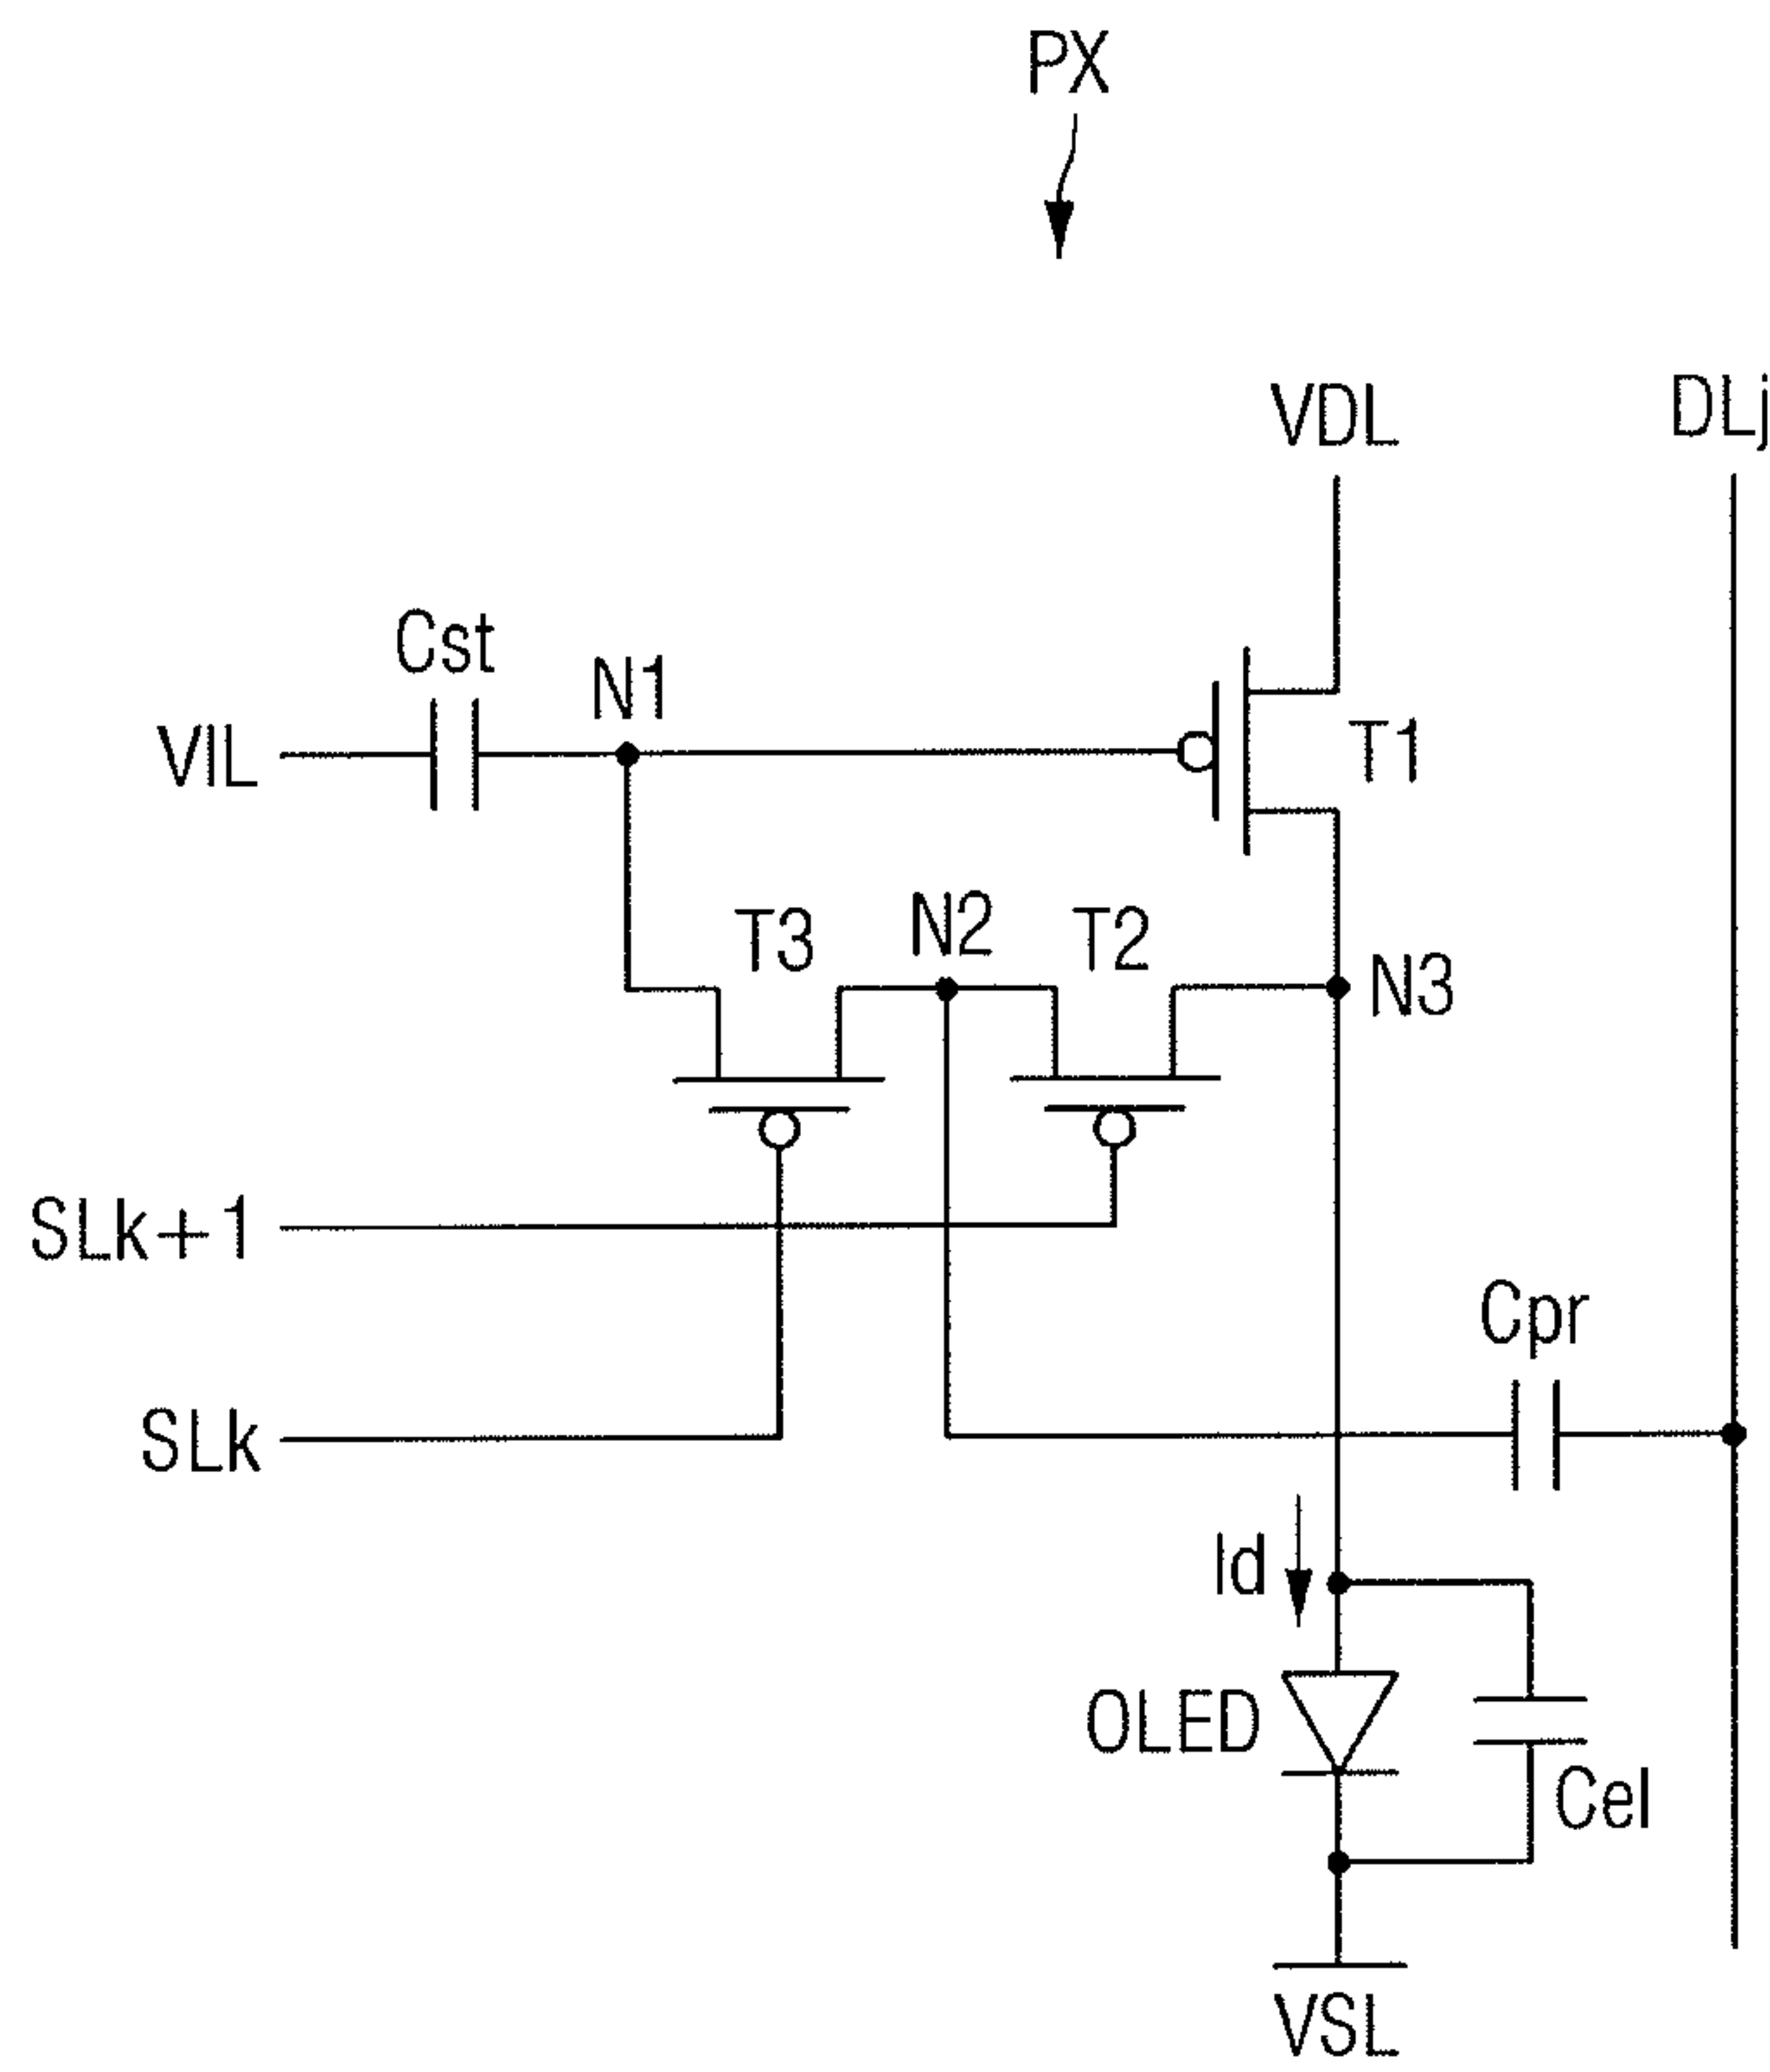 PX
VDL
DLj
Cst
N1
VIL
T1
T3
N2
T2
N3
SLk+1
Cpr
SLk
Id
OLED
Cel
VSL